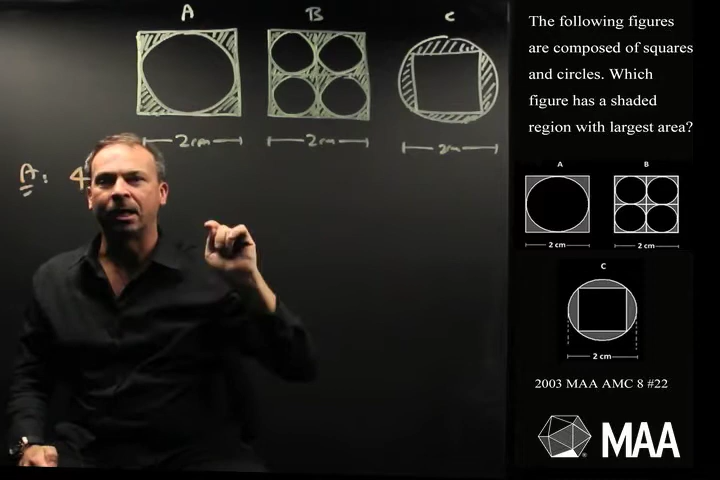 A B C
2cm 2cm 2cm
A: 4
The following figures
are composed of squares
and circles. Which
figure has a shaded
region with largest area?
A B
2 cm 2 cm
C
2 cm
2003 MAA AMC 8 #22
MAA